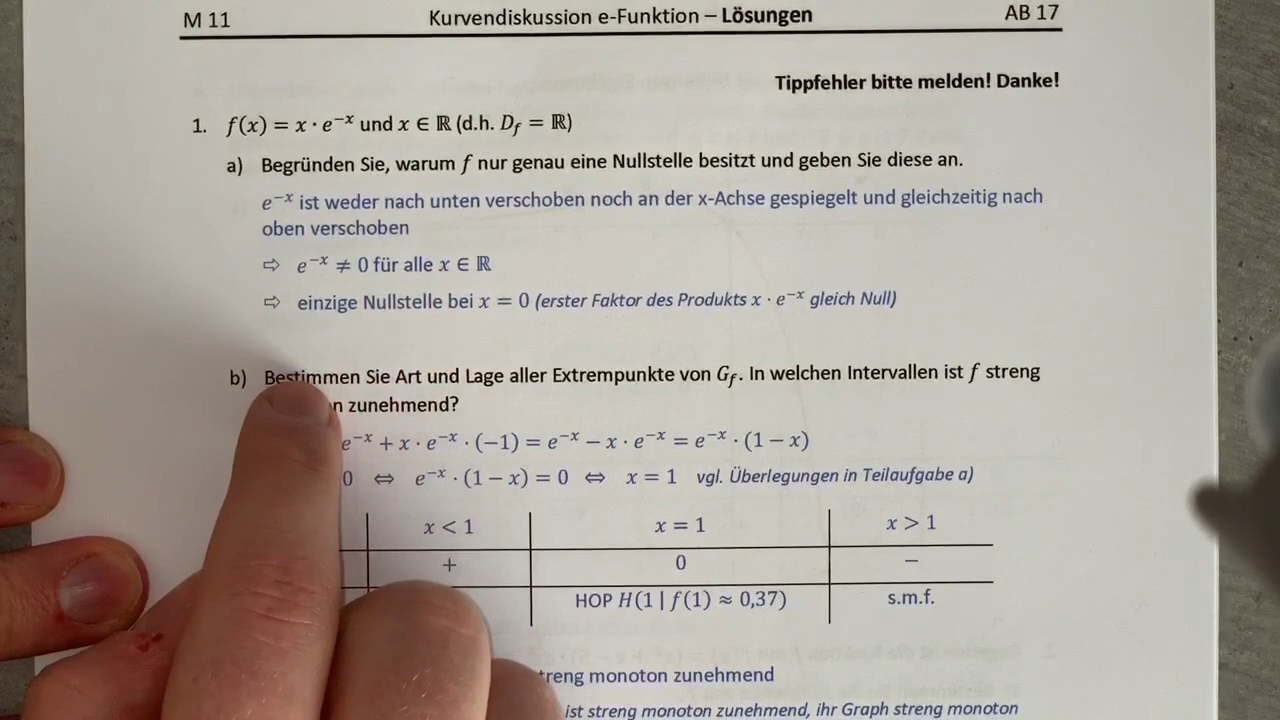 M 11 Kurvendiskussion e-Funktion – Lösungen AB 17
Tippfehler bitte melden! Danke!
1. f(x) = x · e⁻ˣ und x ∈ ℝ (d.h. D_f = ℝ)
a) Begründen Sie, warum f nur genau eine Nullstelle besitzt und geben Sie diese an.
e⁻ˣ ist weder nach unten verschoben noch an der x-Achse gespiegelt und gleichzeitig nach
oben verschoben
⇨ e⁻ˣ ≠ 0 für alle x ∈ ℝ
⇨ einzige Nullstelle bei x = 0 (erster Faktor des Produkts x · e⁻ˣ gleich Null)
b) Bestimmen Sie Art und Lage aller Extrempunkte von G_f. In welchen Intervallen ist f streng
n zunehmend?
e⁻ˣ + x · e⁻ˣ · (−1) = e⁻ˣ − x · e⁻ˣ = e⁻ˣ · (1 − x)
0 ⇔ e⁻ˣ · (1 − x) = 0 ⇔ x = 1 vgl. Überlegungen in Teilaufgabe a)
x < 1 x = 1 x > 1
+ 0 −
HOP H(1 | f(1) ≈ 0,37) s.m.f.
treng monoton zunehmend
ist streng monoton zunehmend, ihr Graph streng monoton